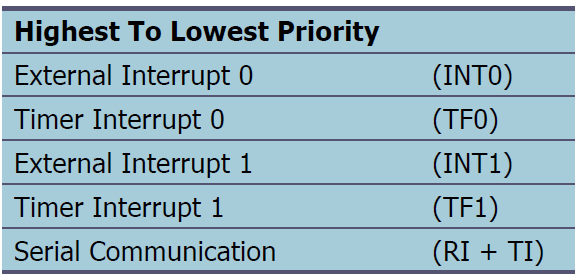 Highest To Lowest Priority
External Interrupt 0 (INT0)
Timer Interrupt 0 (TF0)
External Interrupt 1 (INT1)
Timer Interrupt 1 (TF1)
Serial Communication (RI + TI)